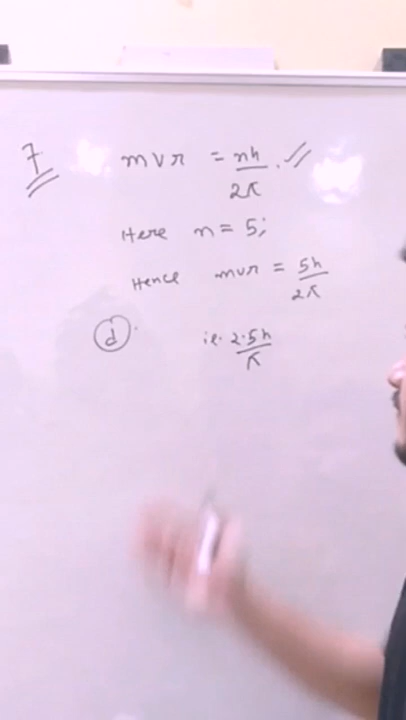 7 mvr = nh/2π .
Here n = 5;
Hence mvr = 5h/2π
(d). ie. 2.5h/π